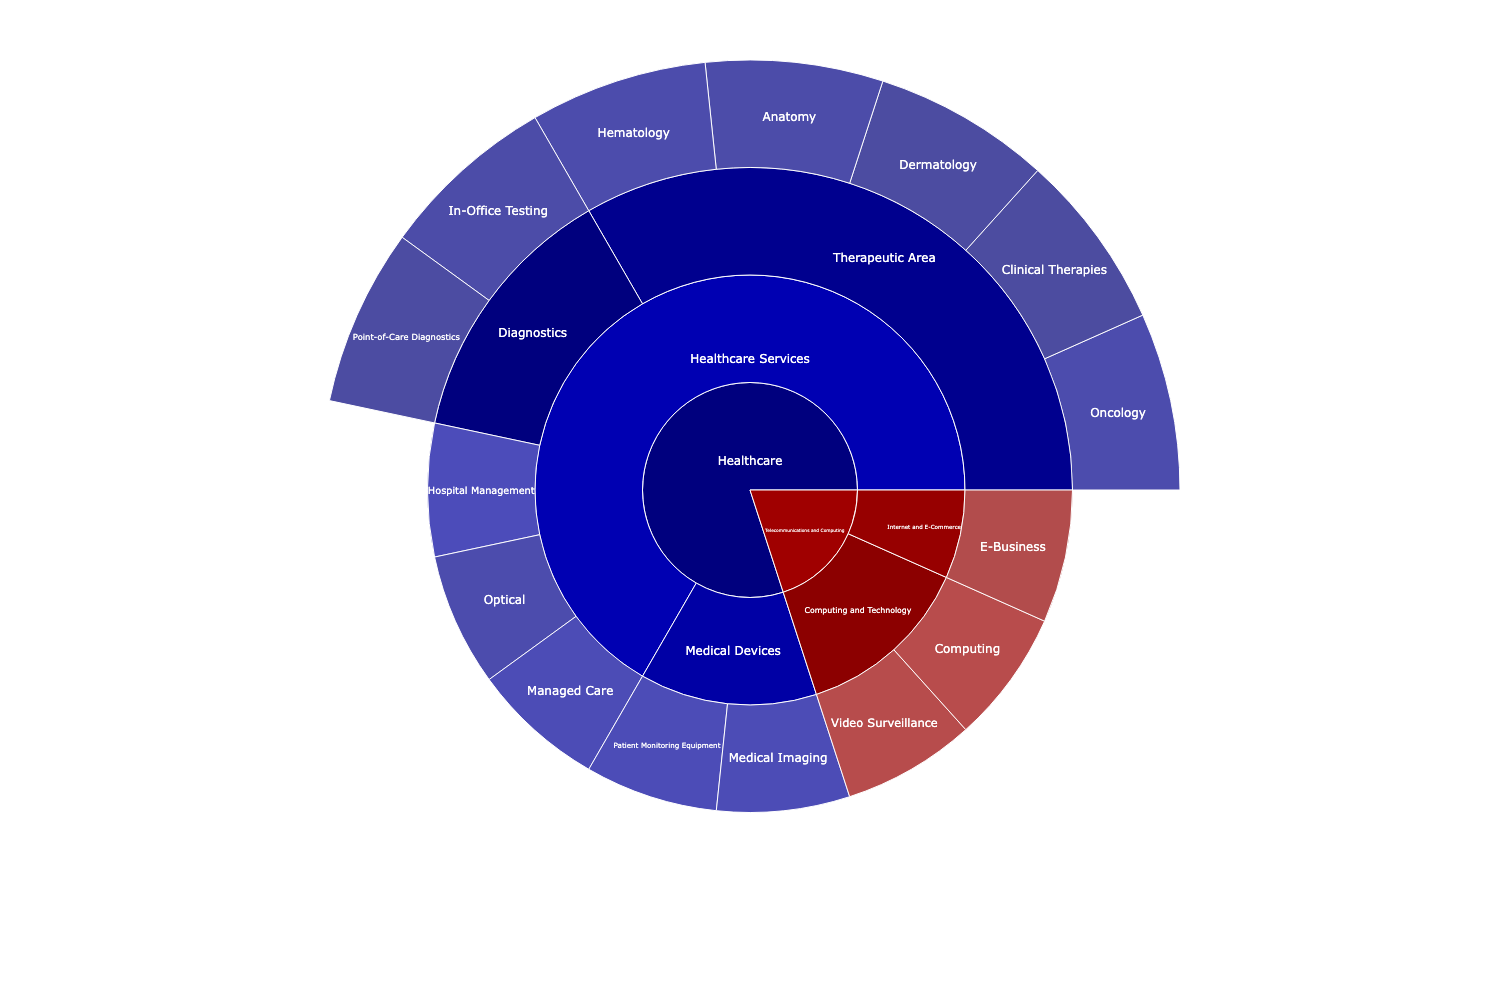 Anatomy
Hematology
Dermatology
In-Office Testing
Therapeutic Area
Clinical Therapies
Diagnostics
Point-of-Care Diagnostics
Healthcare Services
Oncology
Healthcare
Hospital Management
Telecommunications and Computing
Internet and E-Commerce
E-Business
Optical
Computing and Technology
Medical Devices
Computing
Managed Care
Video Surveillance
Patient Monitoring Equipment
Medical Imaging